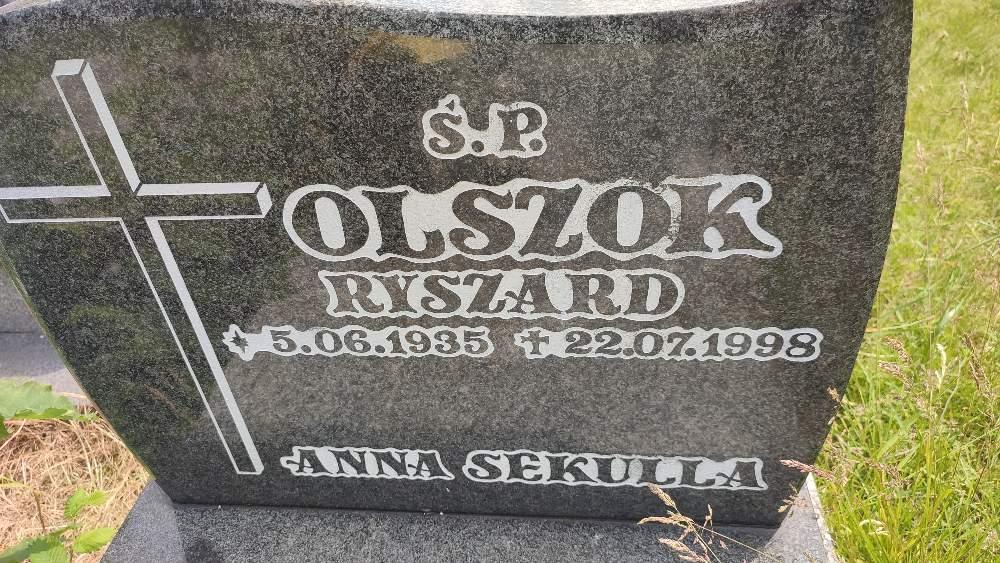 Ś.P.
OLSZOK
RYSZARD
* 5.06.1935 † 22.07.1998
ANNA SEKULLA